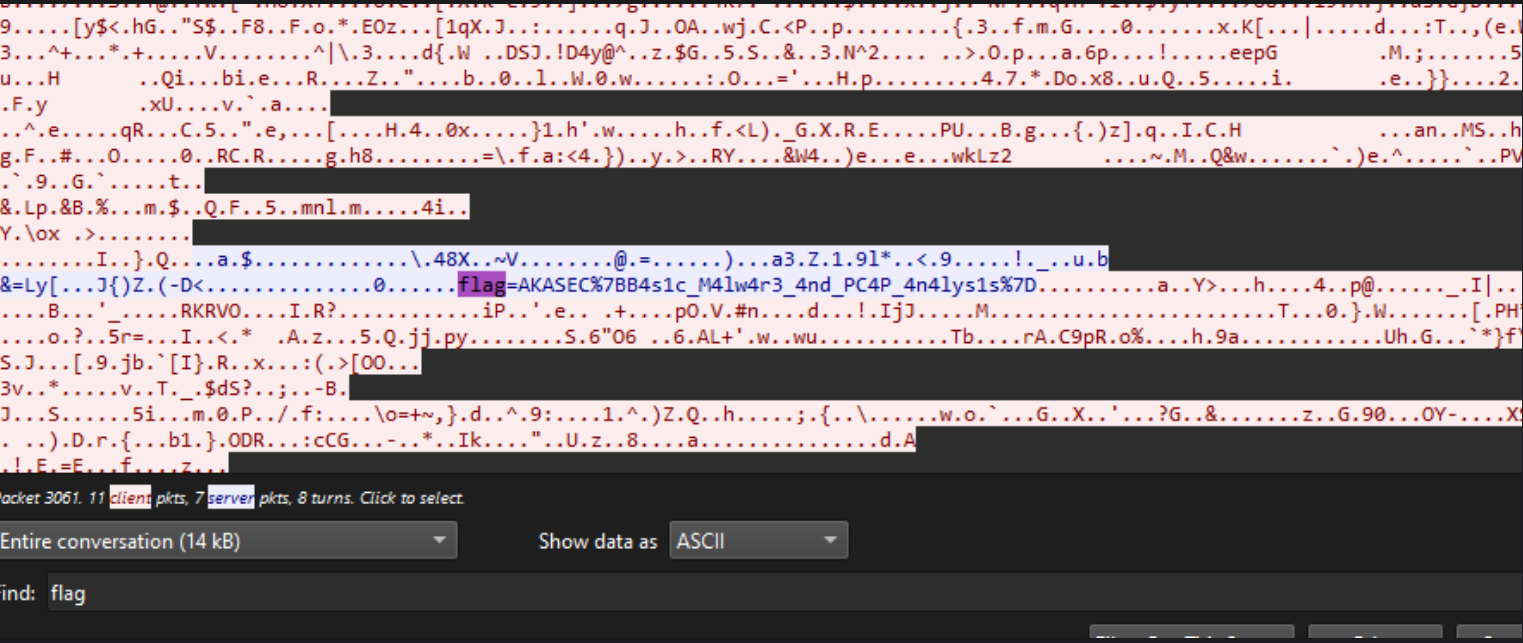 9.....[y$<.hG.."S$..F8..F.o.*.EOz...[1qX.J..:......q.J..OA..wj.C.<P..p........{.3..f.m.G....0.......x.K[...|.....d...:T..,(e.
3...^+...*.+.....V........^|\.3....d{.W ..DSJ.!D4y@^..z.$G..5.S..&..3.N^2.... ..>.O.p...a.6p....!.....eepG .M.;.......5
u...H ..Qi...bi.e...R....Z.."....b..0..l..W.0.w......:.O...='...H.p.........4.7.*.Do.x8..u.Q..5.....i. .e..}}....2.
.F.y .xU....v.`.a....
..^.e.....qR...C.5..".e,...[....H.4..0x.....}1.h'.w.....h..f.<L)._G.X.R.E.....PU...B.g...{.)z].q..I.C.H ...an..MS..h
g.F..#...O.....0..RC.R.....g.h8.........=\.f.a:<4.})..y.>..RY....&W4..)e...e...wkLz2 ....~.M..Q&w.......`.)e.^.....`..PV
.`.9..G.`.....t..
&.Lp.&B.%...m.$..Q.F..5..mnl.m.....4i..
Y.\ox .>........
........I..}.Q....a.$.............\.48X..~V........@.=......)...a3.Z.1.9l*..<.9.....!._..u.b
&=Ly[...J{)Z.(-D<..............0......flag=AKASEC%7BB4s1c_M4lw4r3_4nd_PC4P_4n4lys1s%7D..........a..Y>...h....4..p@......_.I|..
....B...'_.....RKRVO....I.R?............iP..'.e.. .+....pO.V.#n....d...!.IjJ.....M.......................T...0.}.W.......[.PH
....o.?..5r=...I..<.* .A.z...5.Q.jj.py........S.6"O6 ..6.AL+'.w..wu...........Tb....rA.C9pR.o%....h.9a............Uh.G...`*}f
S.J...[.9.jb.`[I}.R..x...:(.>[OO...
3v..*.....v..T._.$dS?..;..-B.
J...S......5i...m.0.P../.f:....\o=+~,}.d..^.9:....1.^.)Z.Q..h.....;.{..\......w.o.`...G..X..'...?G..&.......z..G.90...OY-....X
. ..).D.r.{...b1.}.ODR...:cCG...-..*..Ik...."..U.z..8....a...............d.A
.!.E.=E...f....z...
acket 3061. 11 client pkts, 7 server pkts, 8 turns. Click to select.
Entire conversation (14 kB) Show data as ASCII
ind: flag